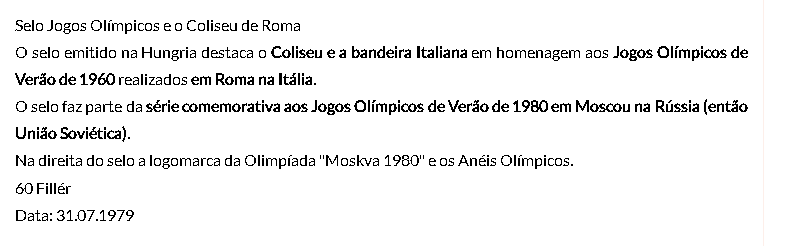 Selo Jogos Olímpicos e o Coliseu de Roma
O selo emitido na Hungria destaca o Coliseu e a bandeira Italiana em homenagem aos Jogos Olímpicos de
Verão de 1960 realizados em Roma na Itália.
O selo faz parte da série comemorativa aos Jogos Olímpicos de Verão de 1980 em Moscou na Rússia (então
União Soviética).
Na direita do selo a logomarca da Olimpíada "Moskva 1980" e os Anéis Olímpicos.
60 Fillér
Data: 31.07.1979